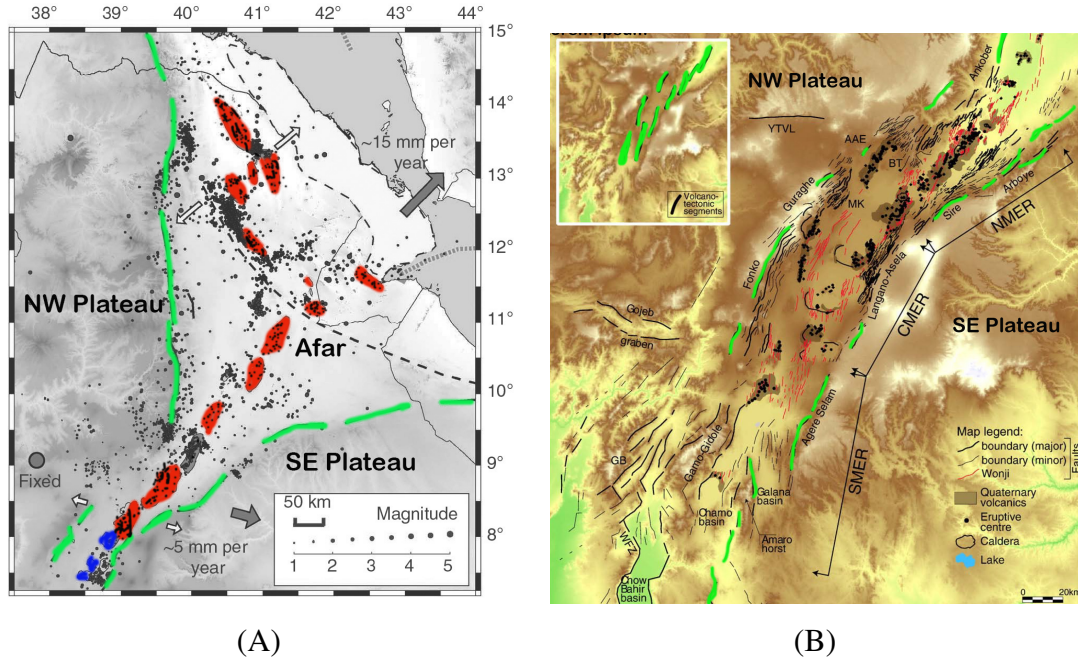 38° 39° 40° 41° 42° 43° 44°
15°
14°
13°
12°
11°
10°
9°
8°
~15 mm per
year
NW Plateau
Afar
SE Plateau
Fixed
~5 mm per
year
50 km
Magnitude
1 2 3 4 5
(A)
NW Plateau
Ankober
YTVL
AAE
BT
BT
Guraghe
MK
Arboye
Sire
NMER
Volcano-
tectonic
segments
Fonko
Langano-Asela
CMER
Gojeb
graben
SE Plateau
Agere Selam
SMER
GB
Gamo-Gidole
Galana
basin
Chamo
basin
Amaro
horst
WFZ
Chow
Bahir
basin
Map legend:
boundary (major)
boundary (minor)
Wonji
Faults
Quaternary
volcanics
Eruptive
centre
Caldera
Lake
0 20km
(B)